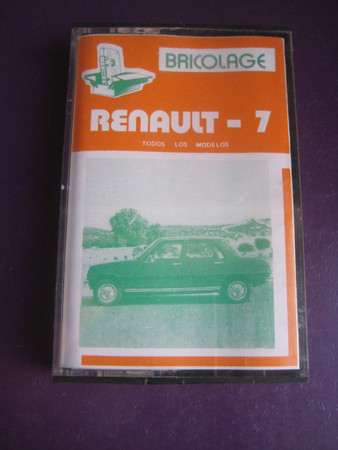 BRICOLAGE
RENAULT - 7
TODOS LOS MODELOS